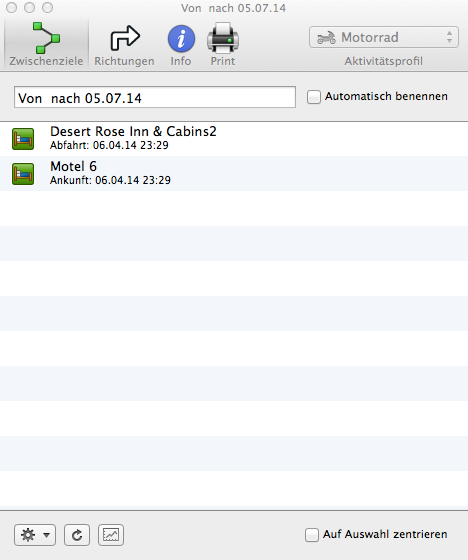 Von nach 05.07.14
Zwischenziele
Richtungen
Info
Print
Motorrad
Aktivitätsprofil
Von nach 05.07.14
Automatisch benennen
Desert Rose Inn & Cabins2
Abfahrt: 06.04.14 23:29
Motel 6
Ankunft: 06.04.14 23:29
Auf Auswahl zentrieren